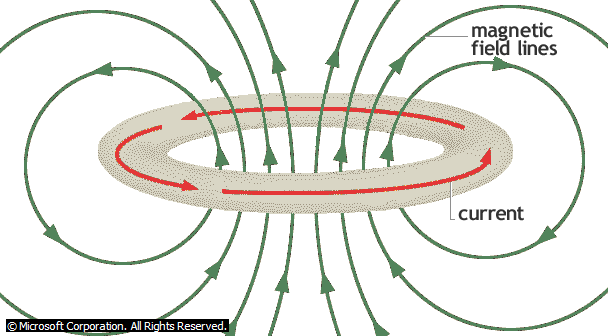 magnetic
field lines
current
© Microsoft Corporation. All Rights Reserved.